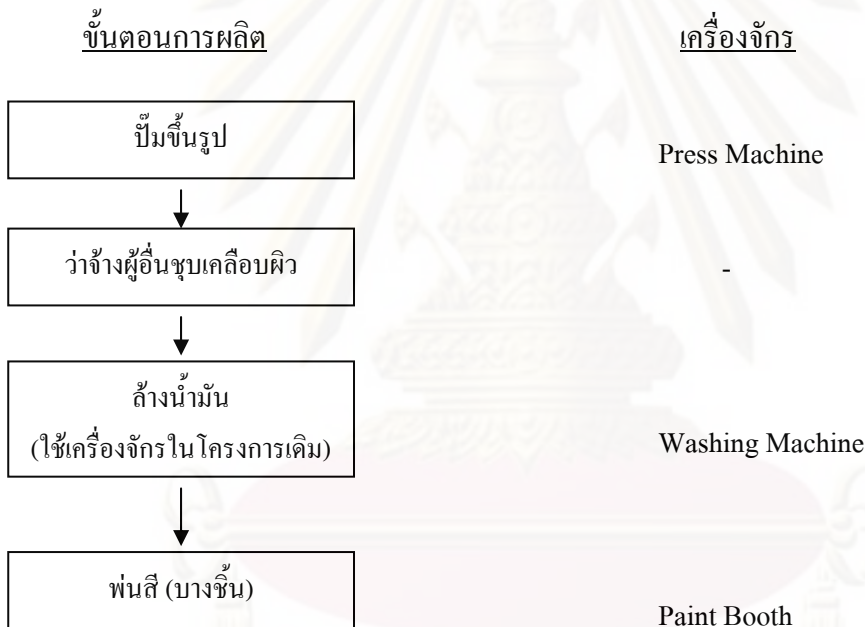 ขั้นตอนการผลิต เครื่องจักร
ปั๊มขึ้นรูป Press Machine
ว่าจ้างผู้อื่นชุบเคลือบผิว -
ล้างน้ำมัน
(ใช้เครื่องจักรในโครงการเดิม) Washing Machine
พ่นสี (บางชิ้น)
Paint Booth